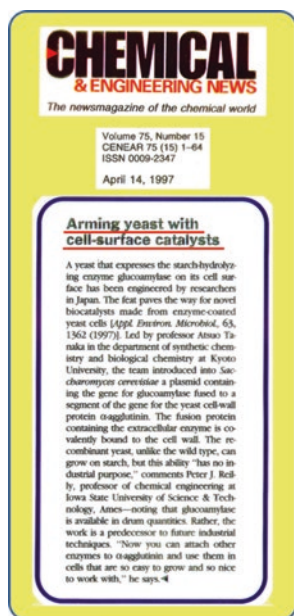 CHEMICAL
& ENGINEERING NEWS
The newsmagazine of the chemical world
Volume 75, Number 15
CENEAR 75 (15) 1–64
ISSN 0009-2347
April 14, 1997
Arming yeast with
cell-surface catalysts
A yeast that expresses the starch-hydrolyz-
ing enzyme glucoamylase on its cell sur-
face has been engineered by researchers
in Japan. The feat paves the way for novel
biocatalysts made from enzyme-coated
yeast cells [Appl. Environ. Microbiol., 63,
1362 (1997)]. Led by professor Atsuo Ta-
naka in the department of synthetic chem-
istry and biological chemistry at Kyoto
University, the team introduced into Sac-
charomyces cerevisiae a plasmid contain-
ing the gene for glucoamylase fused to a
segment of the gene for the yeast cell-wall
protein α-agglutinin. The fusion protein
containing the extracellular enzyme is co-
valently bound to the cell wall. The re-
combinant yeast, unlike the wild type, can
grow on starch, but this ability "has no in-
dustrial purpose," comments Peter J. Reil-
ly, professor of chemical engineering at
Iowa State University of Science & Tech-
nology, Ames—noting that glucoamylase
is available in drum quantities. Rather, the
work is a predecessor to future industrial
techniques. "Now you can attach other
enzymes to α-agglutinin and use them in
cells that are so easy to grow and so nice
to work with," he says.